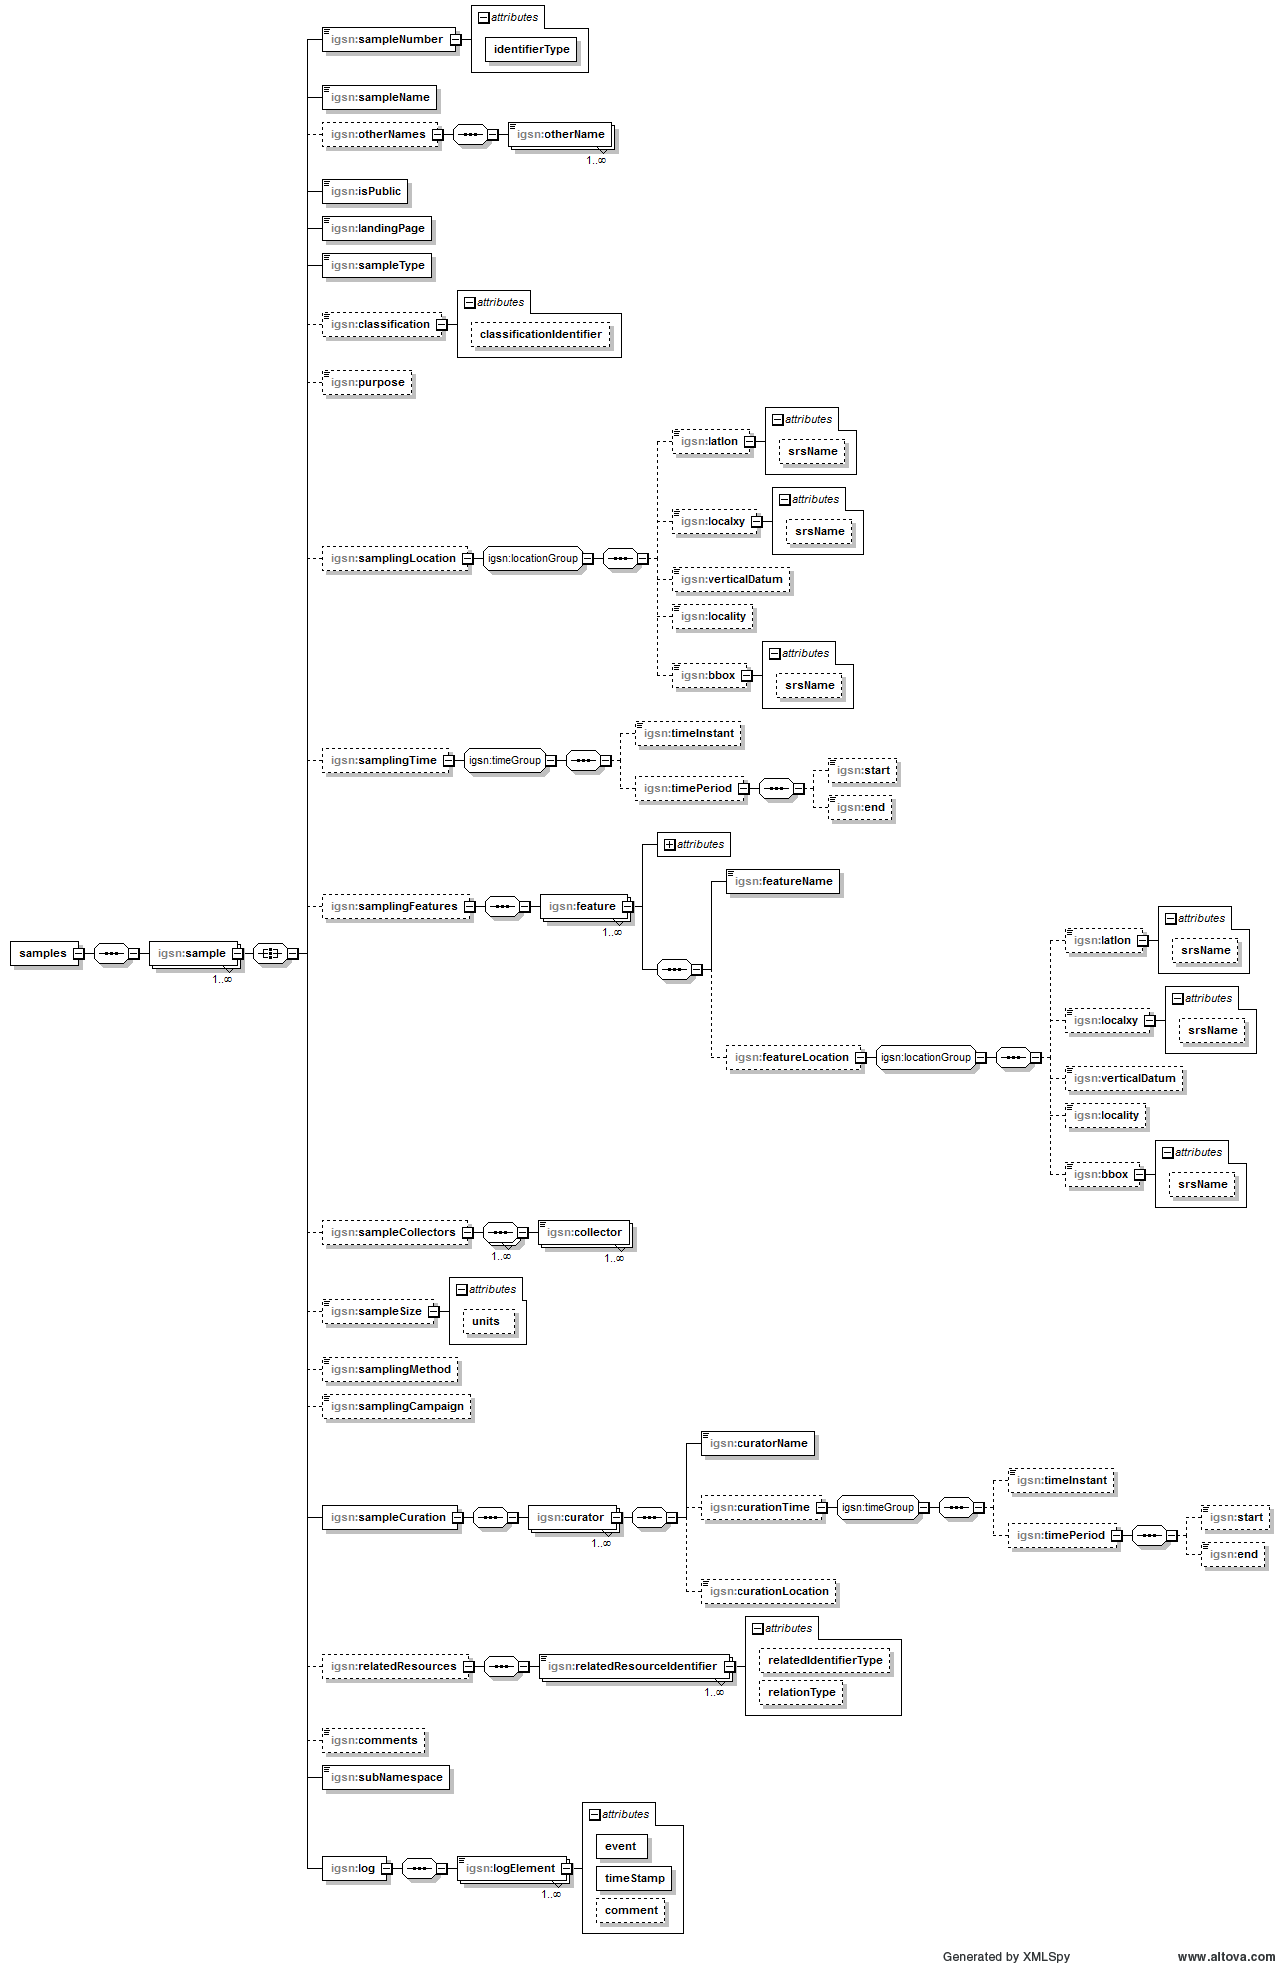 attributes
igsn:sampleNumber
identifierType
igsn:sampleName
igsn:otherNames
igsn:otherName
1..∞
igsn:isPublic
igsn:landingPage
igsn:sampleType
attributes
igsn:classification
classificationIdentifier
igsn:purpose
attributes
igsn:latlon
srsName
attributes
igsn:localxy
srsName
igsn:samplingLocation
igsn:locationGroup
igsn:verticalDatum
igsn:locality
attributes
igsn:bbox
srsName
igsn:timeInstant
igsn:samplingTime
igsn:timeGroup
igsn:timePeriod
igsn:start
igsn:end
attributes
igsn:featureName
igsn:samplingFeatures
igsn:feature
1..∞
samples
igsn:sample
1..∞
attributes
igsn:latlon
srsName
attributes
igsn:localxy
srsName
igsn:featureLocation
igsn:locationGroup
igsn:verticalDatum
igsn:locality
attributes
igsn:bbox
srsName
igsn:sampleCollectors
1..∞
igsn:collector
1..∞
attributes
igsn:sampleSize
units
igsn:samplingMethod
igsn:samplingCampaign
igsn:curatorName
igsn:sampleCuration
igsn:curator
1..∞
igsn:curationTime
igsn:timeGroup
igsn:timeInstant
igsn:timePeriod
igsn:start
igsn:end
igsn:curationLocation
attributes
igsn:relatedResources
igsn:relatedResourceIdentifier
1..∞
relatedIdentifierType
relationType
igsn:comments
igsn:subNamespace
attributes
igsn:log
igsn:logElement
1..∞
event
timeStamp
comment
Generated by XMLSpy
www.altova.com